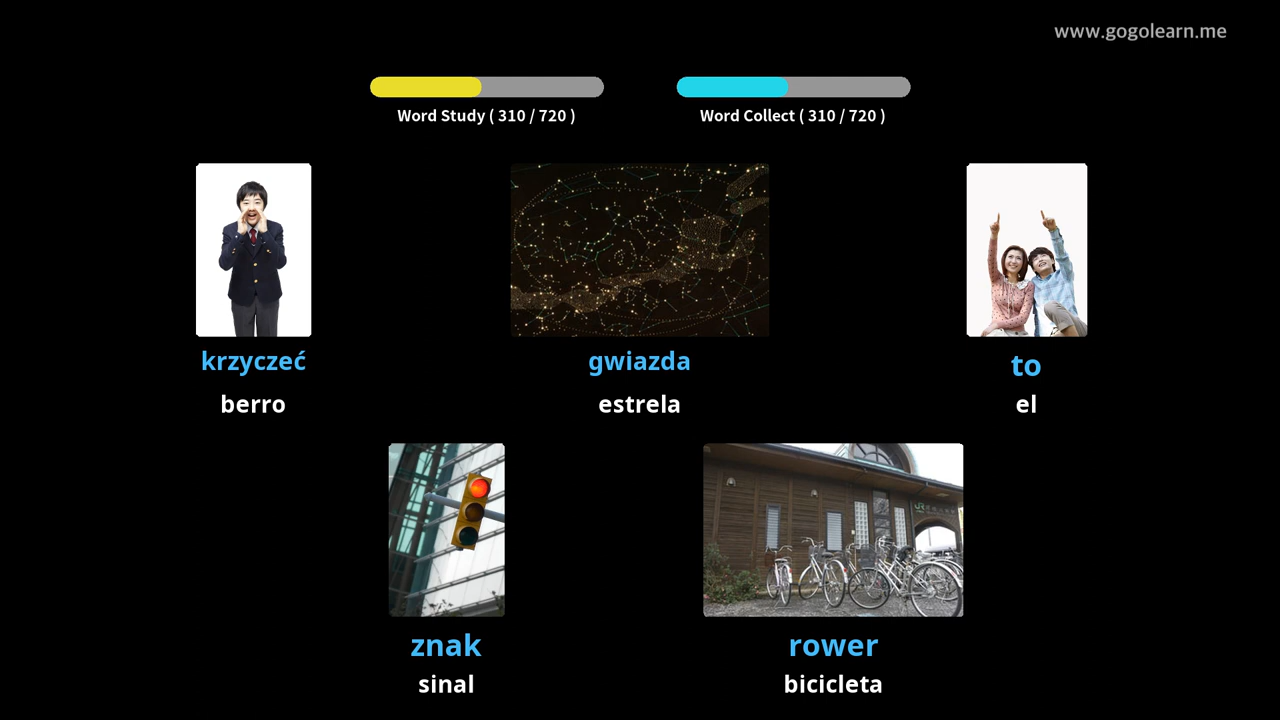 www.gogolearn.me
Word Study ( 310 / 720 )
Word Collect ( 310 / 720 )
krzyczeć
berro
gwiazda
estrela
to
el
znak
sinal
rower
bicicleta